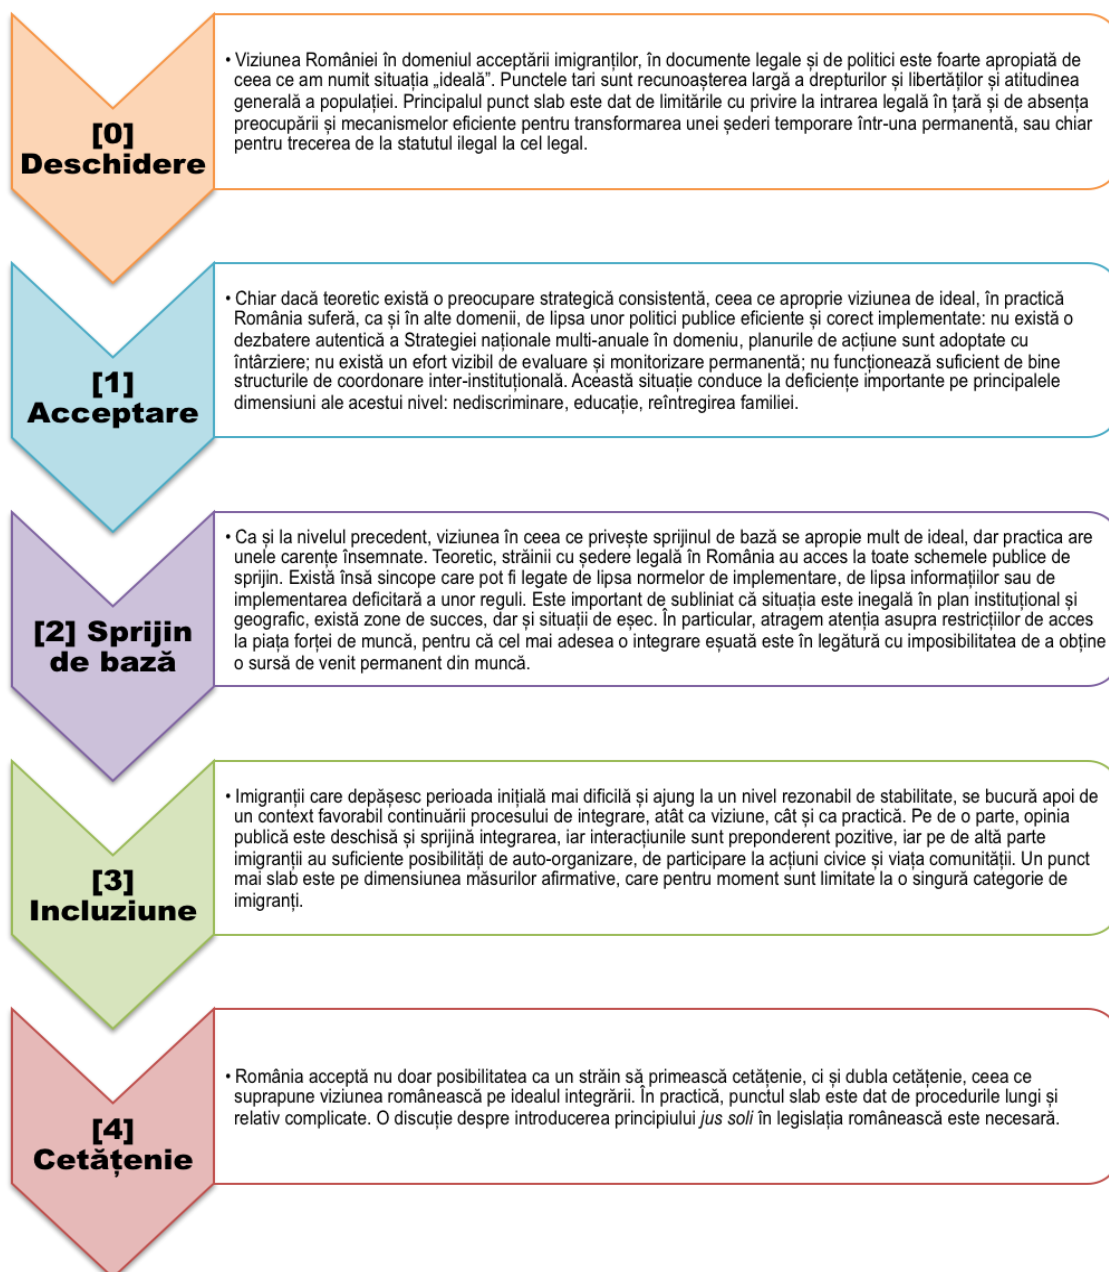 [0]
Deschidere
• Viziunea României în domeniul acceptării imigranților, în documente legale și de politici este foarte apropiată de
ceea ce am numit situația „ideală”. Punctele tari sunt recunoașterea largă a drepturilor și libertăților și atitudinea
generală a populației. Principalul punct slab este dat de limitările cu privire la intrarea legală în țară și de absența
preocupării și mecanismelor eficiente pentru transformarea unei șederi temporare într-una permanentă, sau chiar
pentru trecerea de la statutul ilegal la cel legal.
[1]
Acceptare
• Chiar dacă teoretic există o preocupare strategică consistentă, ceea ce apropie viziunea de ideal, în practică
România suferă, ca și în alte domenii, de lipsa unor politici publice eficiente și corect implementate: nu există o
dezbatere autentică a Strategiei naționale multi-anuale în domeniu, planurile de acțiune sunt adoptate cu
întârziere; nu există un efort vizibil de evaluare și monitorizare permanentă; nu funcționează suficient de bine
structurile de coordonare inter-instituțională. Această situație conduce la deficiențe importante pe principalele
dimensiuni ale acestui nivel: nediscriminare, educație, reîntregirea familiei.
[2] Sprijin
de bază
• Ca și la nivelul precedent, viziunea în ceea ce privește sprijinul de bază se apropie mult de ideal, dar practica are
unele carențe însemnate. Teoretic, străinii cu ședere legală în România au acces la toate schemele publice de
sprijin. Există însă sincope care pot fi legate de lipsa normelor de implementare, de lipsa informațiilor sau de
implementarea deficitară a unor reguli. Este important de subliniat că situația este inegală în plan instituțional și
geografic, există zone de succes, dar și situații de eșec. În particular, atragem atenția asupra restricțiilor de acces
la piața forței de muncă, pentru că cel mai adesea o integrare eșuată este în legătură cu imposibilitatea de a obține
o sursă de venit permanent din muncă.
[3]
Incluziune
• Imigranții care depășesc perioada inițială mai dificilă și ajung la un nivel rezonabil de stabilitate, se bucură apoi de
un context favorabil continuării procesului de integrare, atât ca viziune, cât și ca practică. Pe de o parte, opinia
publică este deschisă și sprijină integrarea, iar interacțiunile sunt preponderent pozitive, iar pe de altă parte
imigranții au suficiente posibilități de auto-organizare, de participare la acțiuni civice și viața comunității. Un punct
mai slab este pe dimensiunea măsurilor afirmative, care pentru moment sunt limitate la o singură categorie de
imigranți.
[4]
Cetățenie
• România acceptă nu doar posibilitatea ca un străin să primească cetățenie, ci și dubla cetățenie, ceea ce
suprapune viziunea românească pe idealul integrării. În practică, punctul slab este dat de procedurile lungi și
relativ complicate. O discuție despre introducerea principiului jus soli în legislația românească este necesară.